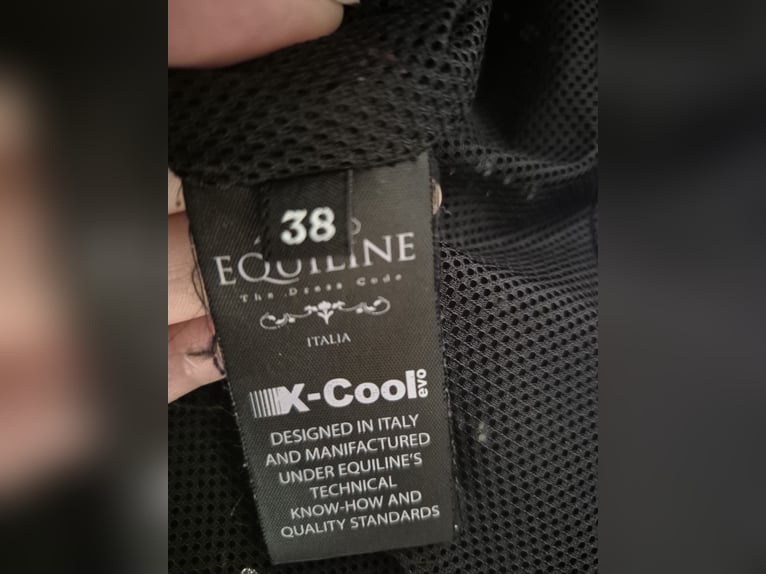 38
EQUILINE
The Dress Code
ITALIA
X-Cool evo
DESIGNED IN ITALY
AND MANIFACTURED
UNDER EQUILINE'S
TECHNICAL
KNOW-HOW AND
QUALITY STANDARDS